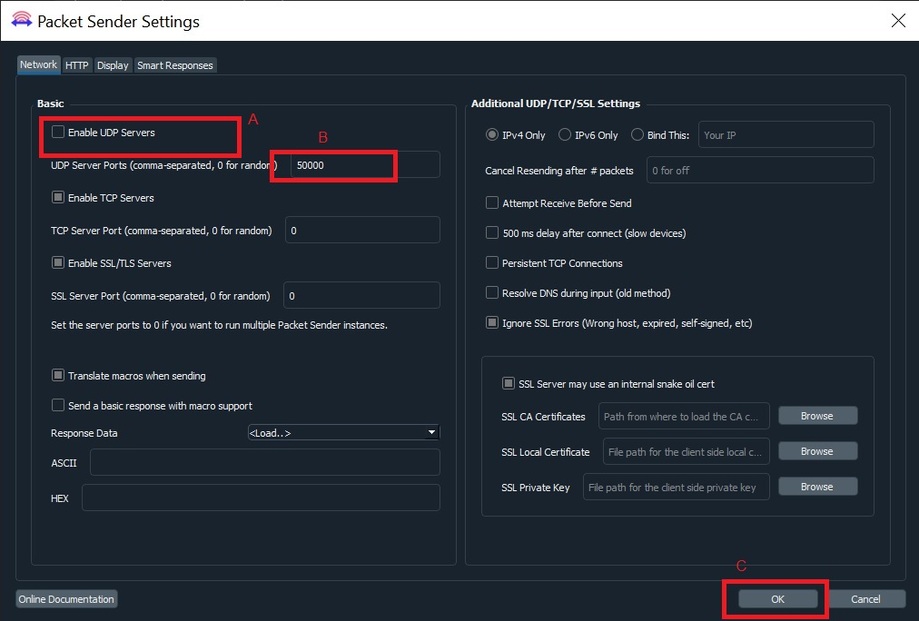 Packet Sender Settings
Network HTTP Display Smart Responses
Basic
A
Enable UDP Servers
B
UDP Server Ports (comma-separated, 0 for random) 50000
Enable TCP Servers
TCP Server Port (comma-separated, 0 for random) 0
Enable SSL/TLS Servers
SSL Server Port (comma-separated, 0 for random) 0
Set the server ports to 0 if you want to run multiple Packet Sender instances.
Translate macros when sending
Send a basic response with macro support
Response Data <Load..>
ASCII
HEX
Additional UDP/TCP/SSL Settings
IPv4 Only IPv6 Only Bind This: Your IP
Cancel Resending after # packets 0 for off
Attempt Receive Before Send
500 ms delay after connect (slow devices)
Persistent TCP Connections
Resolve DNS during input (old method)
Ignore SSL Errors (Wrong host, expired, self-signed, etc)
SSL Server may use an internal snake oil cert
SSL CA Certificates Path from where to load the CA c... Browse
SSL Local Certificate File path for the client side local c... Browse
SSL Private Key File path for the client side private key Browse
C
Online Documentation OK Cancel